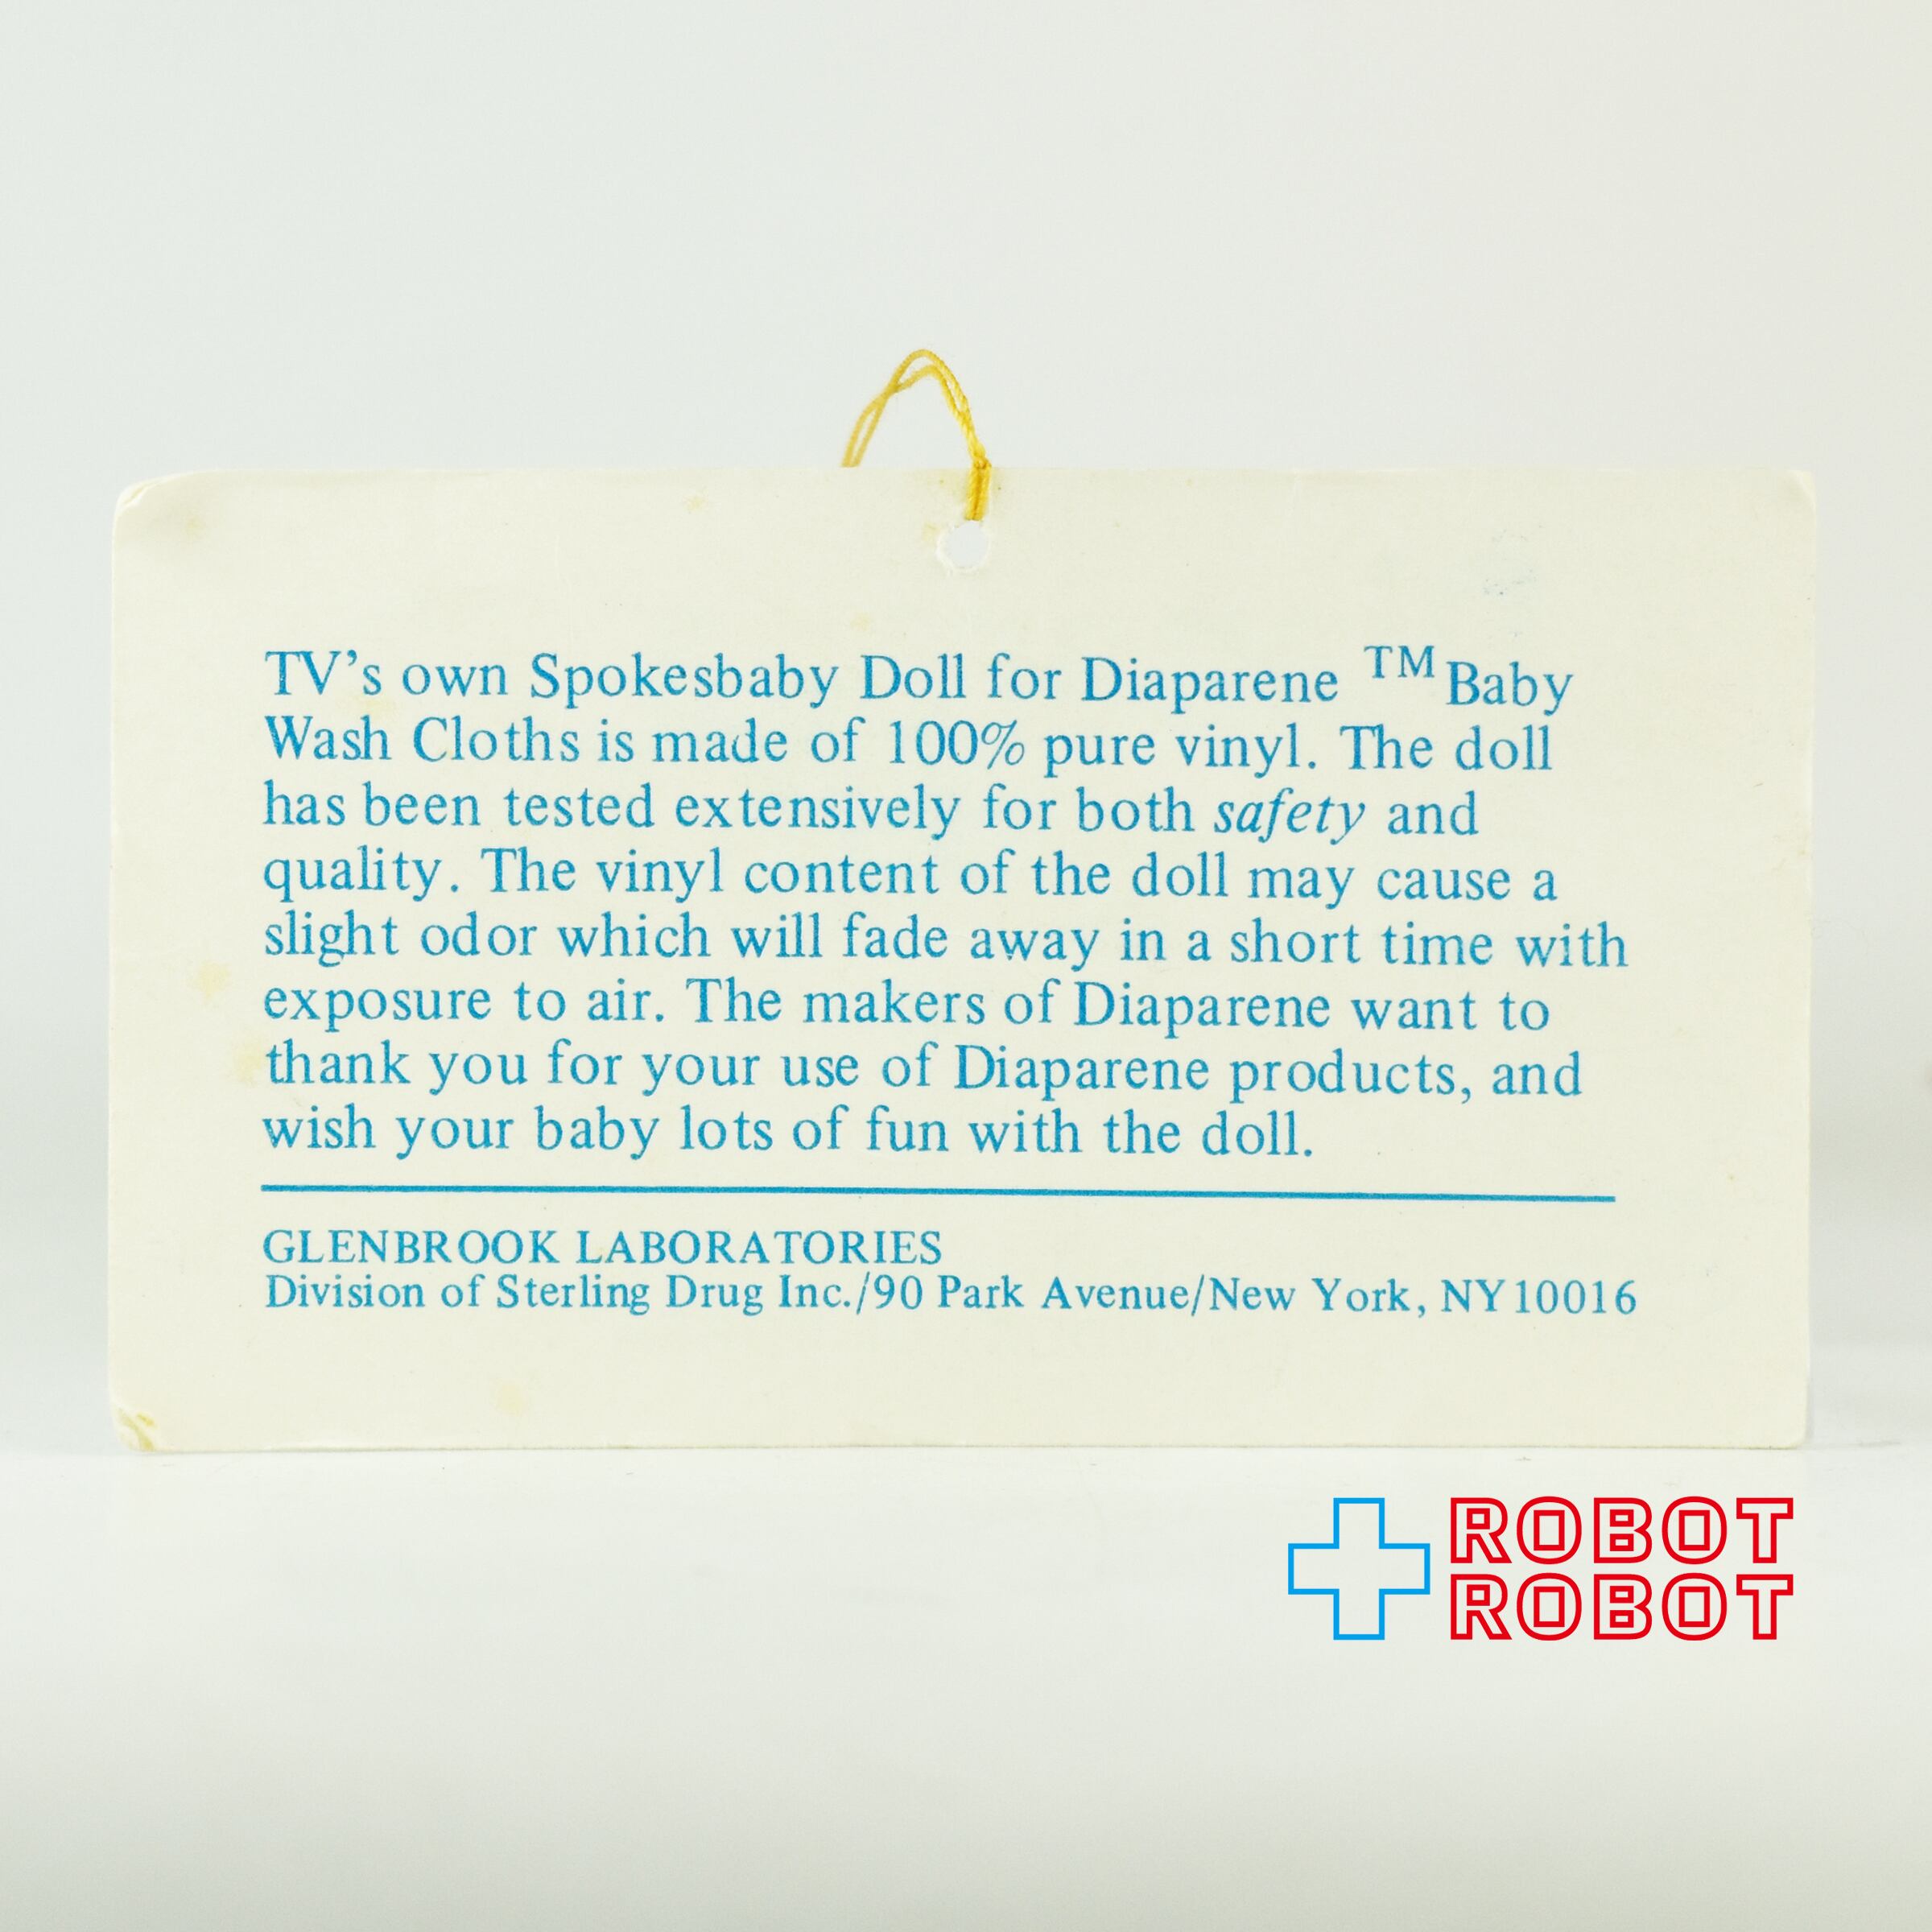 TV's own Spokesbaby Doll for Diaparene ™ Baby
Wash Cloths is made of 100% pure vinyl. The doll
has been tested extensively for both safety and
quality. The vinyl content of the doll may cause a
slight odor which will fade away in a short time with
exposure to air. The makers of Diaparene want to
thank you for your use of Diaparene products, and
wish your baby lots of fun with the doll.
GLENBROOK LABORATORIES
Division of Sterling Drug Inc./90 Park Avenue/New York, NY 10016
ROBOT
ROBOT